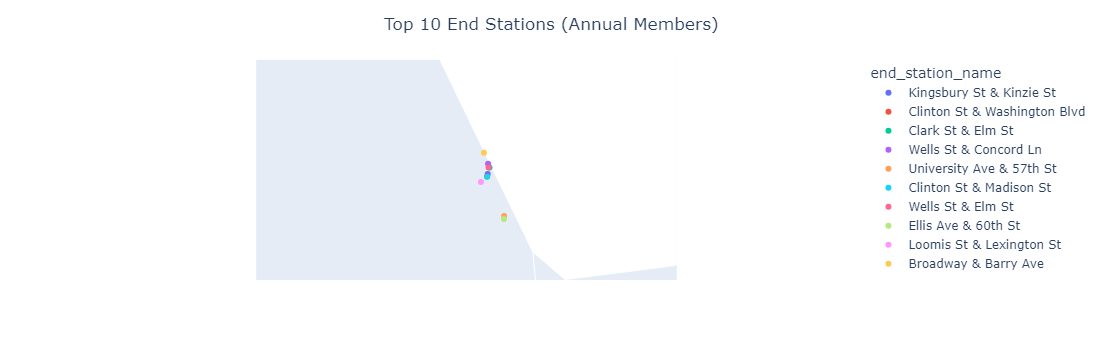 Top 10 End Stations (Annual Members)
end_station_name
Kingsbury St & Kinzie St
Clinton St & Washington Blvd
Clark St & Elm St
Wells St & Concord Ln
University Ave & 57th St
Clinton St & Madison St
Wells St & Elm St
Ellis Ave & 60th St
Loomis St & Lexington St
Broadway & Barry Ave